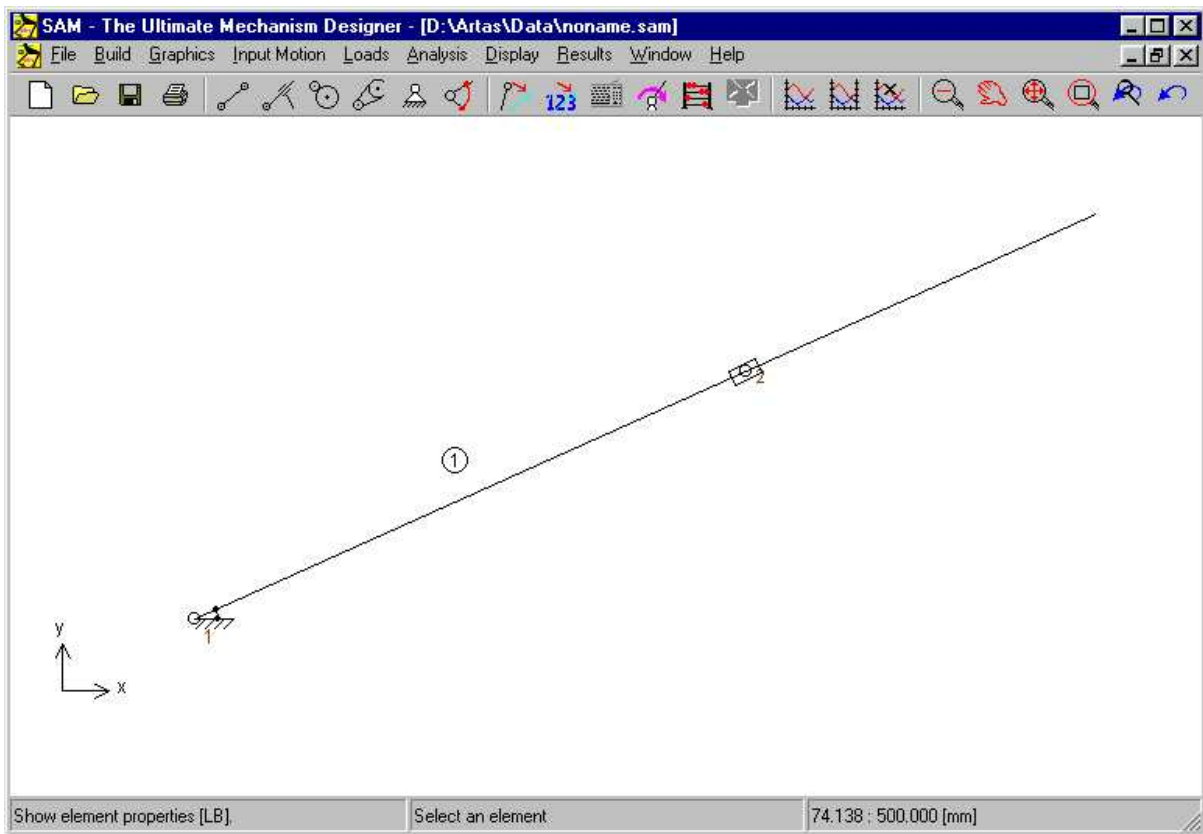 SAM - The Ultimate Mechanism Designer - [D:\Artas\Data\noname.sam]
File Build Graphics Input Motion Loads Analysis Display Results Window Help
123
2
1
1
y
x
Show element properties [LB], Select an element 74.138 : 500.000 [mm]